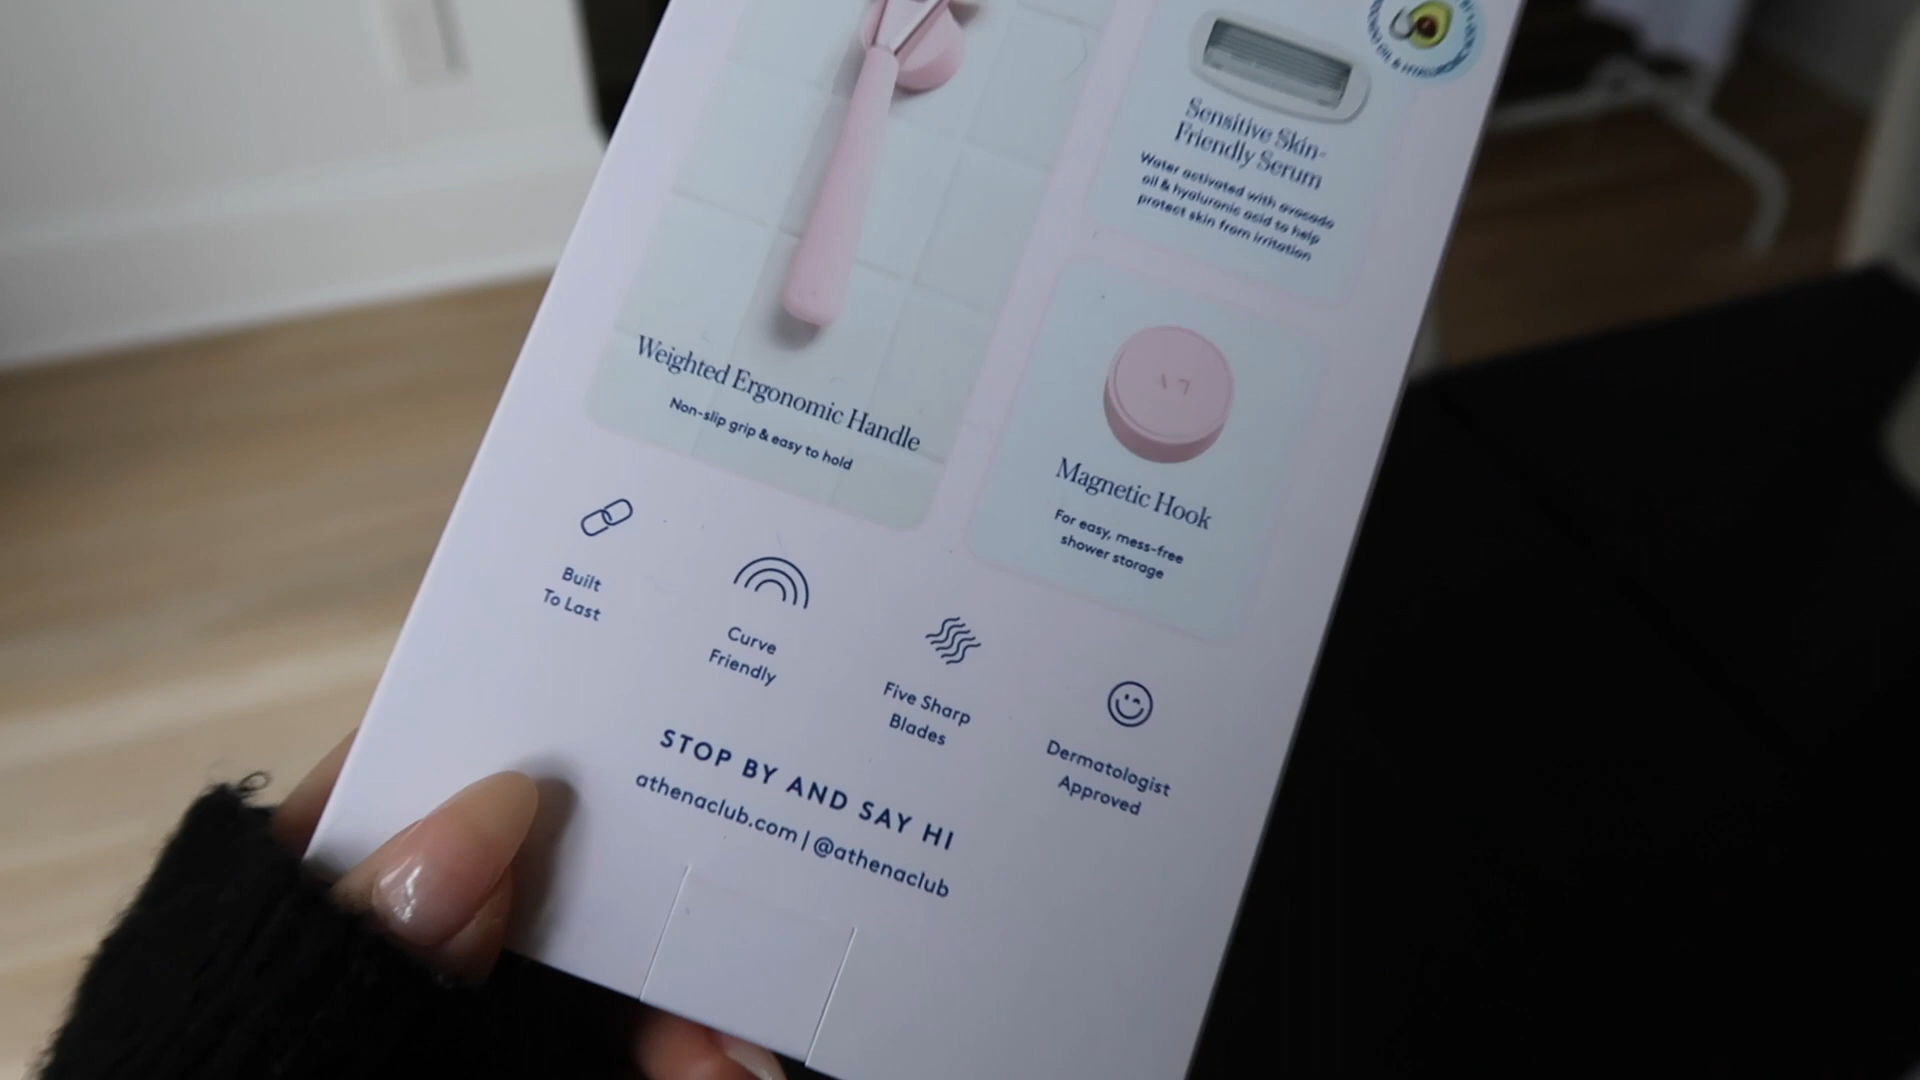 Sensitive Skin-
Friendly Serum
Water activated with avocado
oil & hyaluronic acid to help
protect skin from irritation
Weighted Ergonomic Handle
Non-slip grip & easy to hold
Magnetic Hook
For easy, mess-free
shower storage
Built
To Last
Curve
Friendly
Five Sharp
Blades
Dermatologist
Approved
STOP BY AND SAY HI
athenaclub.com | @athenaclub